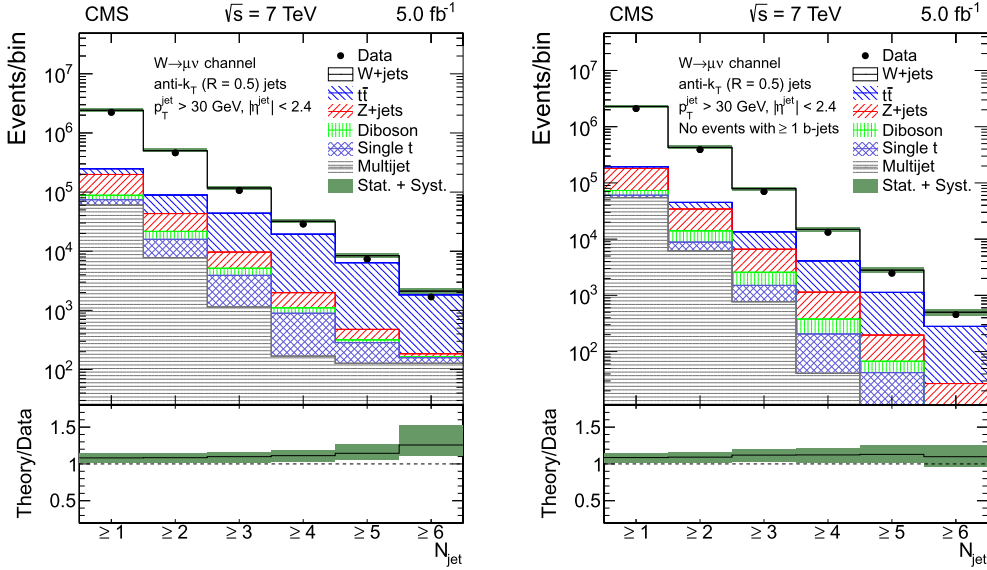 CMS √s = 7 TeV 5.0 fb⁻¹
Events/bin
10⁷
10⁶
10⁵
10⁴
10³
10²
W→μν channel
anti-k_T (R = 0.5) jets
p_T^jet > 30 GeV, |η^jet| < 2.4
Data
W+jets
tt̄
Z+jets
Diboson
Single t
Multijet
Stat. + Syst.
Theory/Data
1.5
1
0.5
≥ 1 ≥ 2 ≥ 3 ≥ 4 ≥ 5 ≥ 6
N_jet
CMS √s = 7 TeV 5.0 fb⁻¹
Events/bin
10⁷
10⁶
10⁵
10⁴
10³
10²
W→μν channel
anti-k_T (R = 0.5) jets
p_T^jet > 30 GeV, |η^jet| < 2.4
No events with ≥ 1 b-jets
Data
W+jets
tt̄
Z+jets
Diboson
Single t
Multijet
Stat. + Syst.
Theory/Data
1.5
1
0.5
≥ 1 ≥ 2 ≥ 3 ≥ 4 ≥ 5 ≥ 6
N_jet